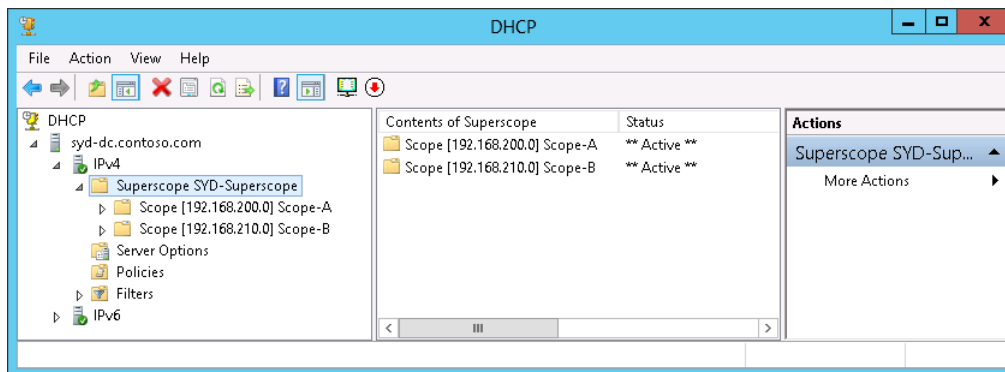 DHCP
File Action View Help
DHCP
syd-dc.contoso.com
IPv4
Superscope SYD-Superscope
Scope [192.168.200.0] Scope-A
Scope [192.168.210.0] Scope-B
Server Options
Policies
Filters
IPv6
Contents of Superscope Status
Scope [192.168.200.0] Scope-A ** Active **
Scope [192.168.210.0] Scope-B ** Active **
Actions
Superscope SYD-Sup...
More Actions